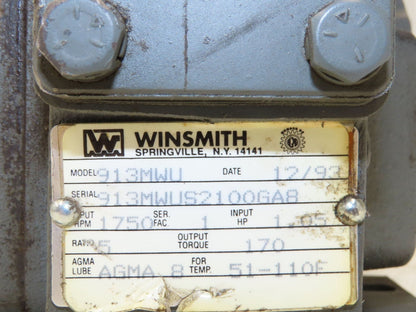 WINSMITH
SPRINGVILLE, N.Y. 14141
MODEL 913MWU DATE 12/93
SERIAL 913MWUS2100GA8
INPUT RPM 1750 SER. FAC 1 INPUT HP 1.05
RATIO 5 OUTPUT TORQUE 170
AGMA LUBE AGMA 8 FOR TEMP. 51-110F